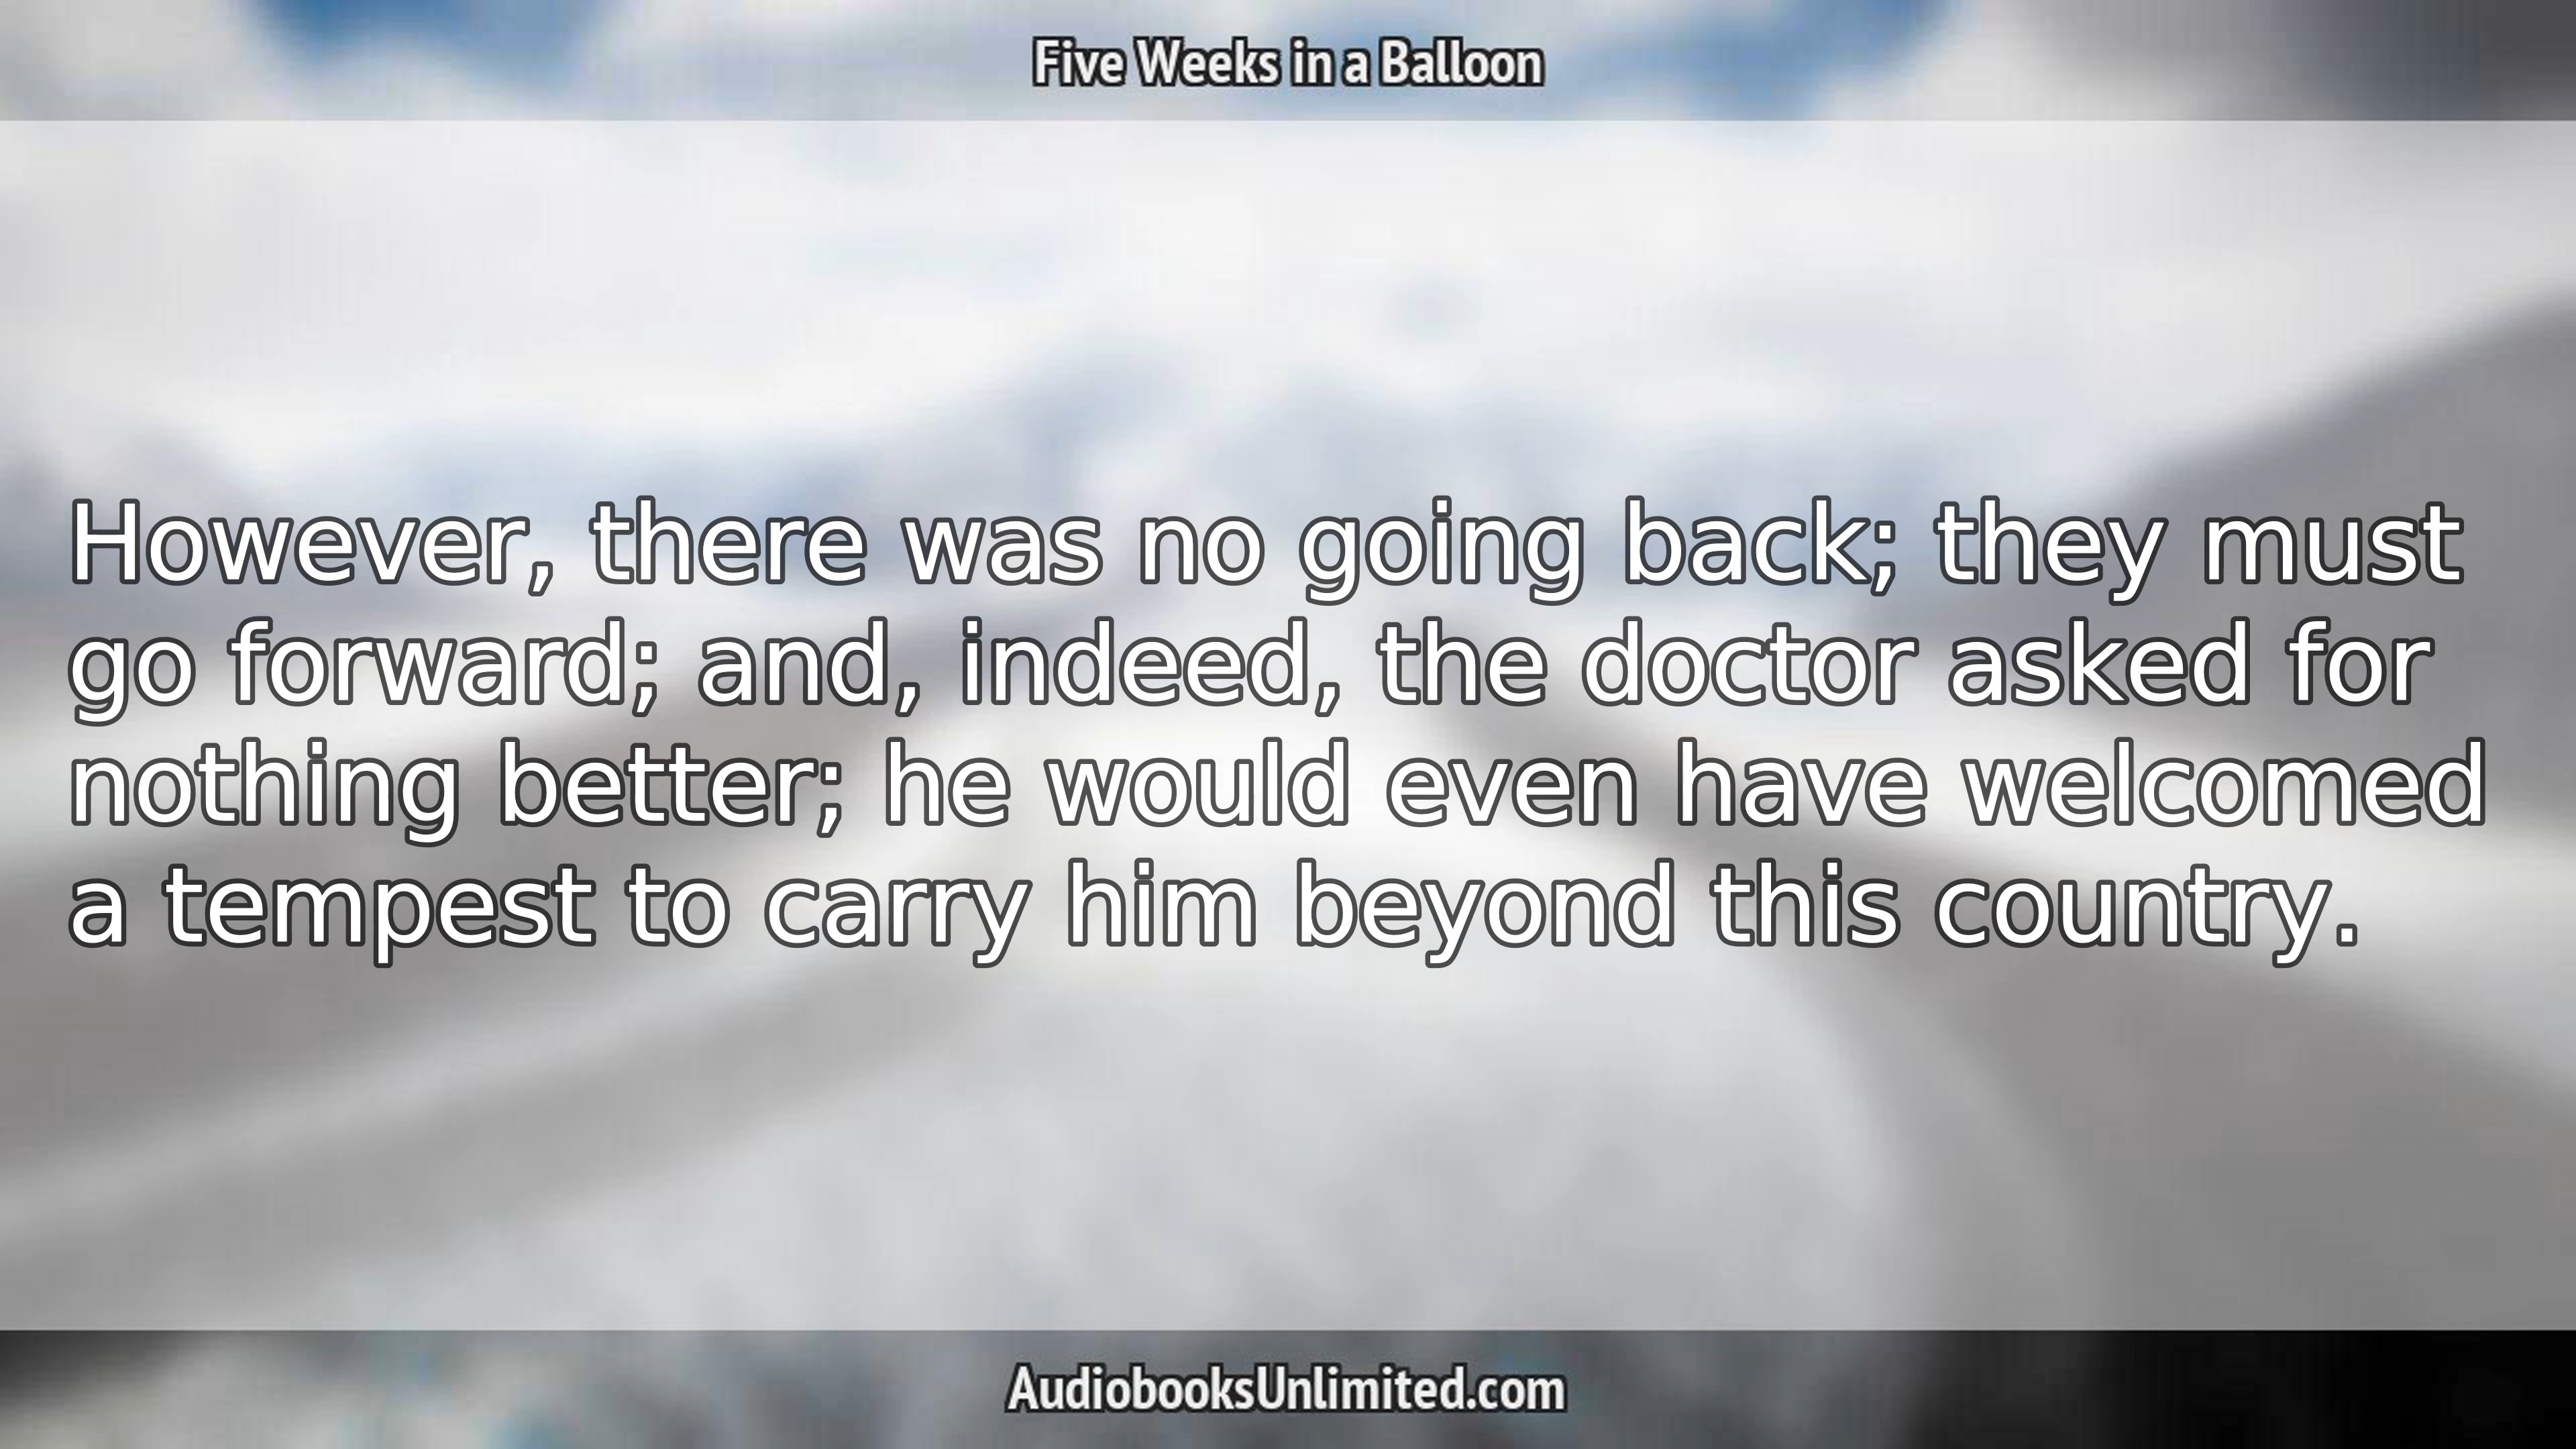 Five Weeks in a Balloon
However, there was no going back; they must
go forward; and, indeed, the doctor asked for
nothing better; he would even have welcomed
a tempest to carry him beyond this country.
AudiobooksUnlimited.com